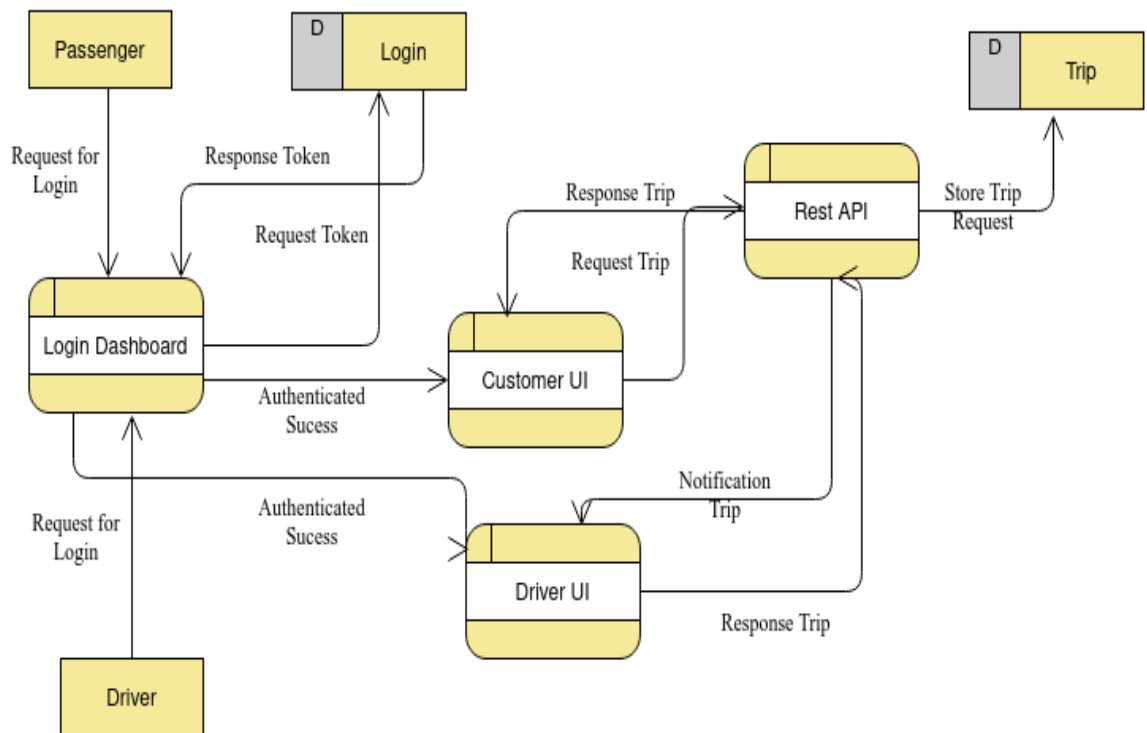 Passenger
D
Login
D
Trip
Request for
Login
Response Token
Request Token
Response Trip
Request Trip
Rest API
Store Trip
Request
Login Dashboard
Customer UI
Authenticated
Sucess
Notification
Trip
Request for
Login
Authenticated
Sucess
Driver UI
Response Trip
Driver